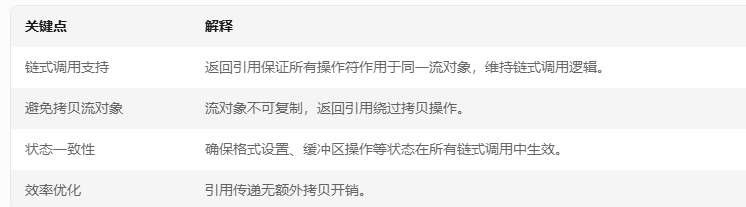 关键点 解释
链式调用支持 返回引用保证所有操作符作用于同一流对象，维持链式调用逻辑。
避免拷贝流对象 流对象不可复制，返回引用绕过拷贝操作。
状态一致性 确保格式设置、缓冲区操作等状态在所有链式调用中生效。
效率优化 引用传递无额外拷贝开销。